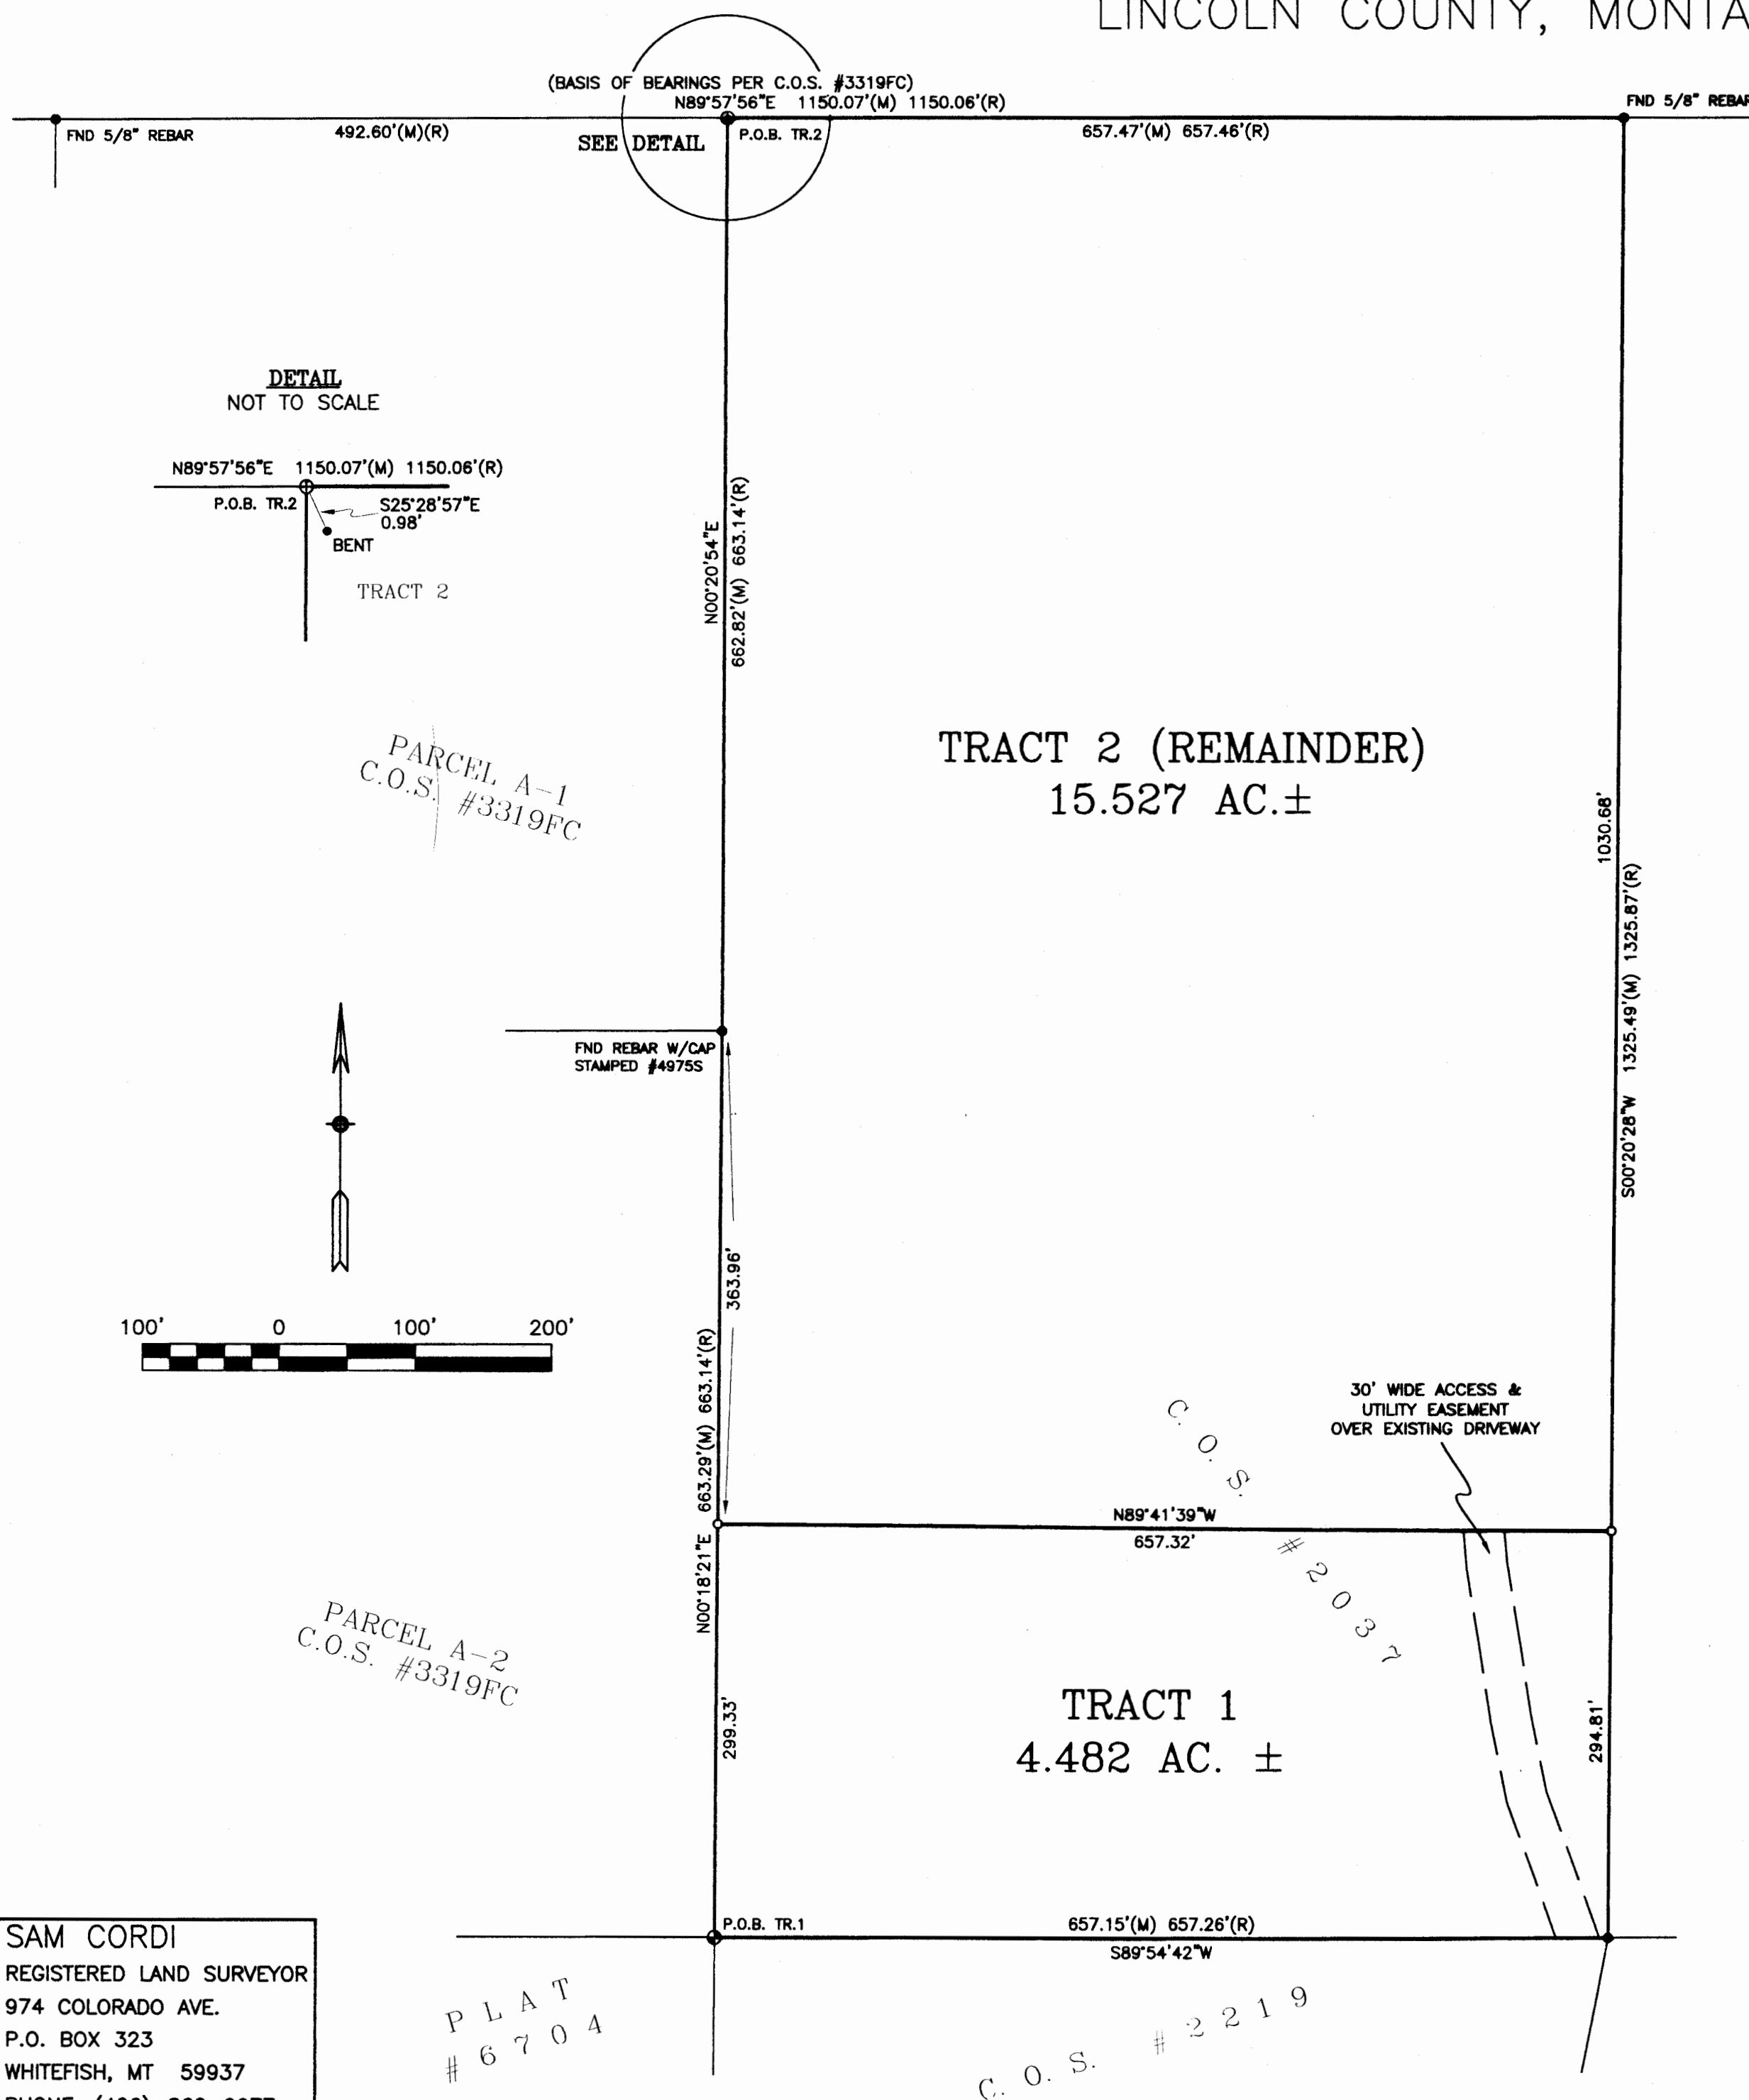 LINCOLN COUNTY, MONTA
(BASIS OF BEARINGS PER C.O.S. #3319FC)
N89°57'56"E 1150.07'(M) 1150.06'(R)
FND 5/8" REBAR
FND 5/8" REBAR
492.60'(M)(R)
SEE DETAIL
P.O.B. TR.2
657.47'(M) 657.46'(R)
DETAIL
NOT TO SCALE
N89°57'56"E 1150.07'(M) 1150.06'(R)
P.O.B. TR.2
S25°28'57"E
0.98'
BENT
TRACT 2
N00°20'54"E
662.82'(M) 663.14'(R)
PARCEL A-1
C.O.S. #3319FC
TRACT 2 (REMAINDER)
15.527 AC.±
1030.68'
S00°20'28"W 1325.49'(M) 1325.87'(R)
FND REBAR W/CAP
STAMPED #4975S
363.96'
100' 0 100' 200'
N00°18'21"E 663.29'(M) 663.14'(R)
30' WIDE ACCESS &
UTILITY EASEMENT
OVER EXISTING DRIVEWAY
C.O.S. #2037
N89°41'39"W
657.32'
PARCEL A-2
C.O.S. #3319FC
299.33'
TRACT 1
4.482 AC. ±
294.81'
P.O.B. TR.1
657.15'(M) 657.26'(R)
S89°54'42"W
SAM CORDI
REGISTERED LAND SURVEYOR
974 COLORADO AVE.
P.O. BOX 323
WHITEFISH, MT 59937
PLAT
#6704
C.O.S. #2219